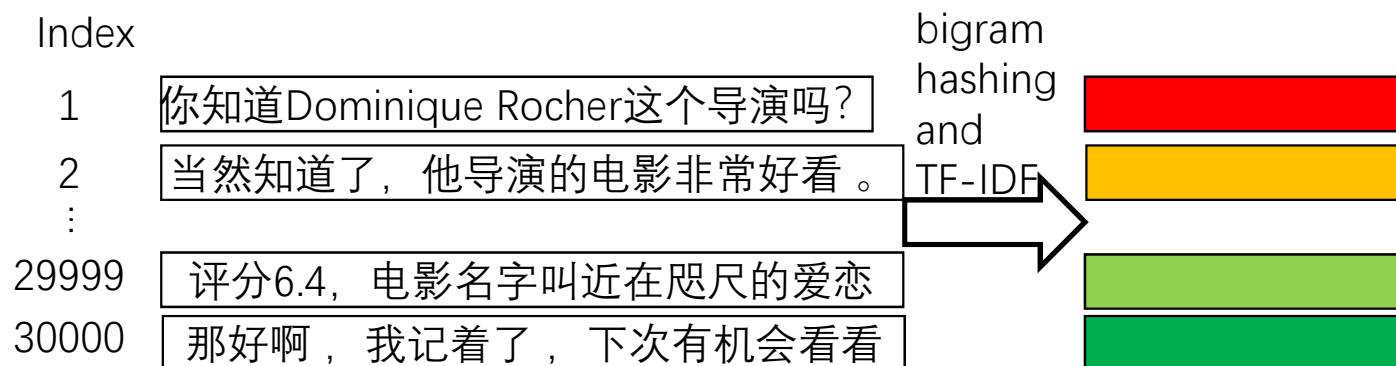 Index
bigram
hashing
and
TF-IDF
1
你知道Dominique Rocher这个导演吗?
2
当然知道了，他导演的电影非常好看 。
⋮
29999
评分6.4，电影名字叫近在咫尺的爱恋
30000
那好啊 ，我记着了 ，下次有机会看看